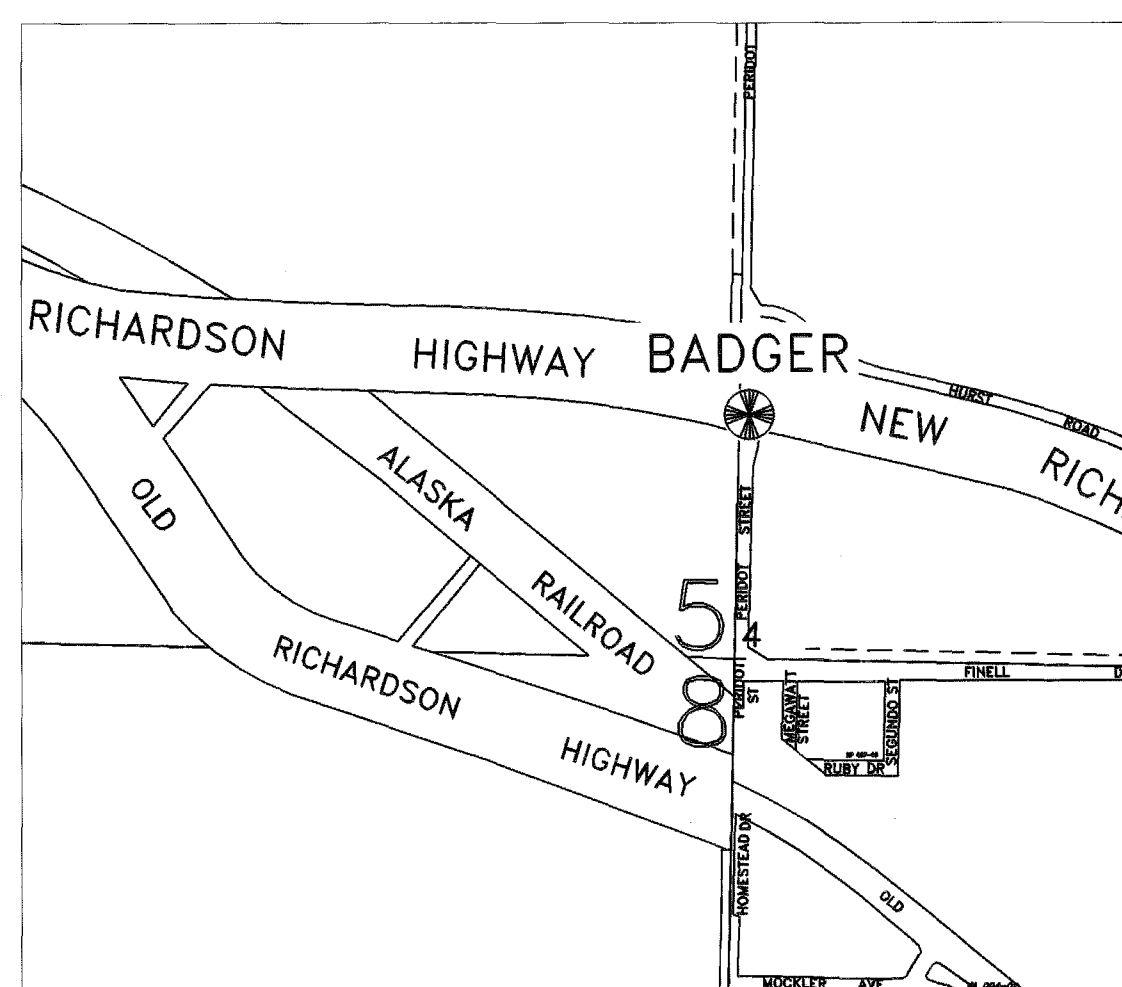 PERIDOT
RICHARDSON HIGHWAY BADGER
NEW RICH
HURST ROAD
OLD
ALASKA RAILROAD
STREET
PERIDOT
5 4
8
PERIDOT ST
FINELL D
MEGAWATT STREET
SEGUNDO ST
RUBY DR
RICHARDSON HIGHWAY
HOMESTEAD DR
OLD
MOCKLER AVE